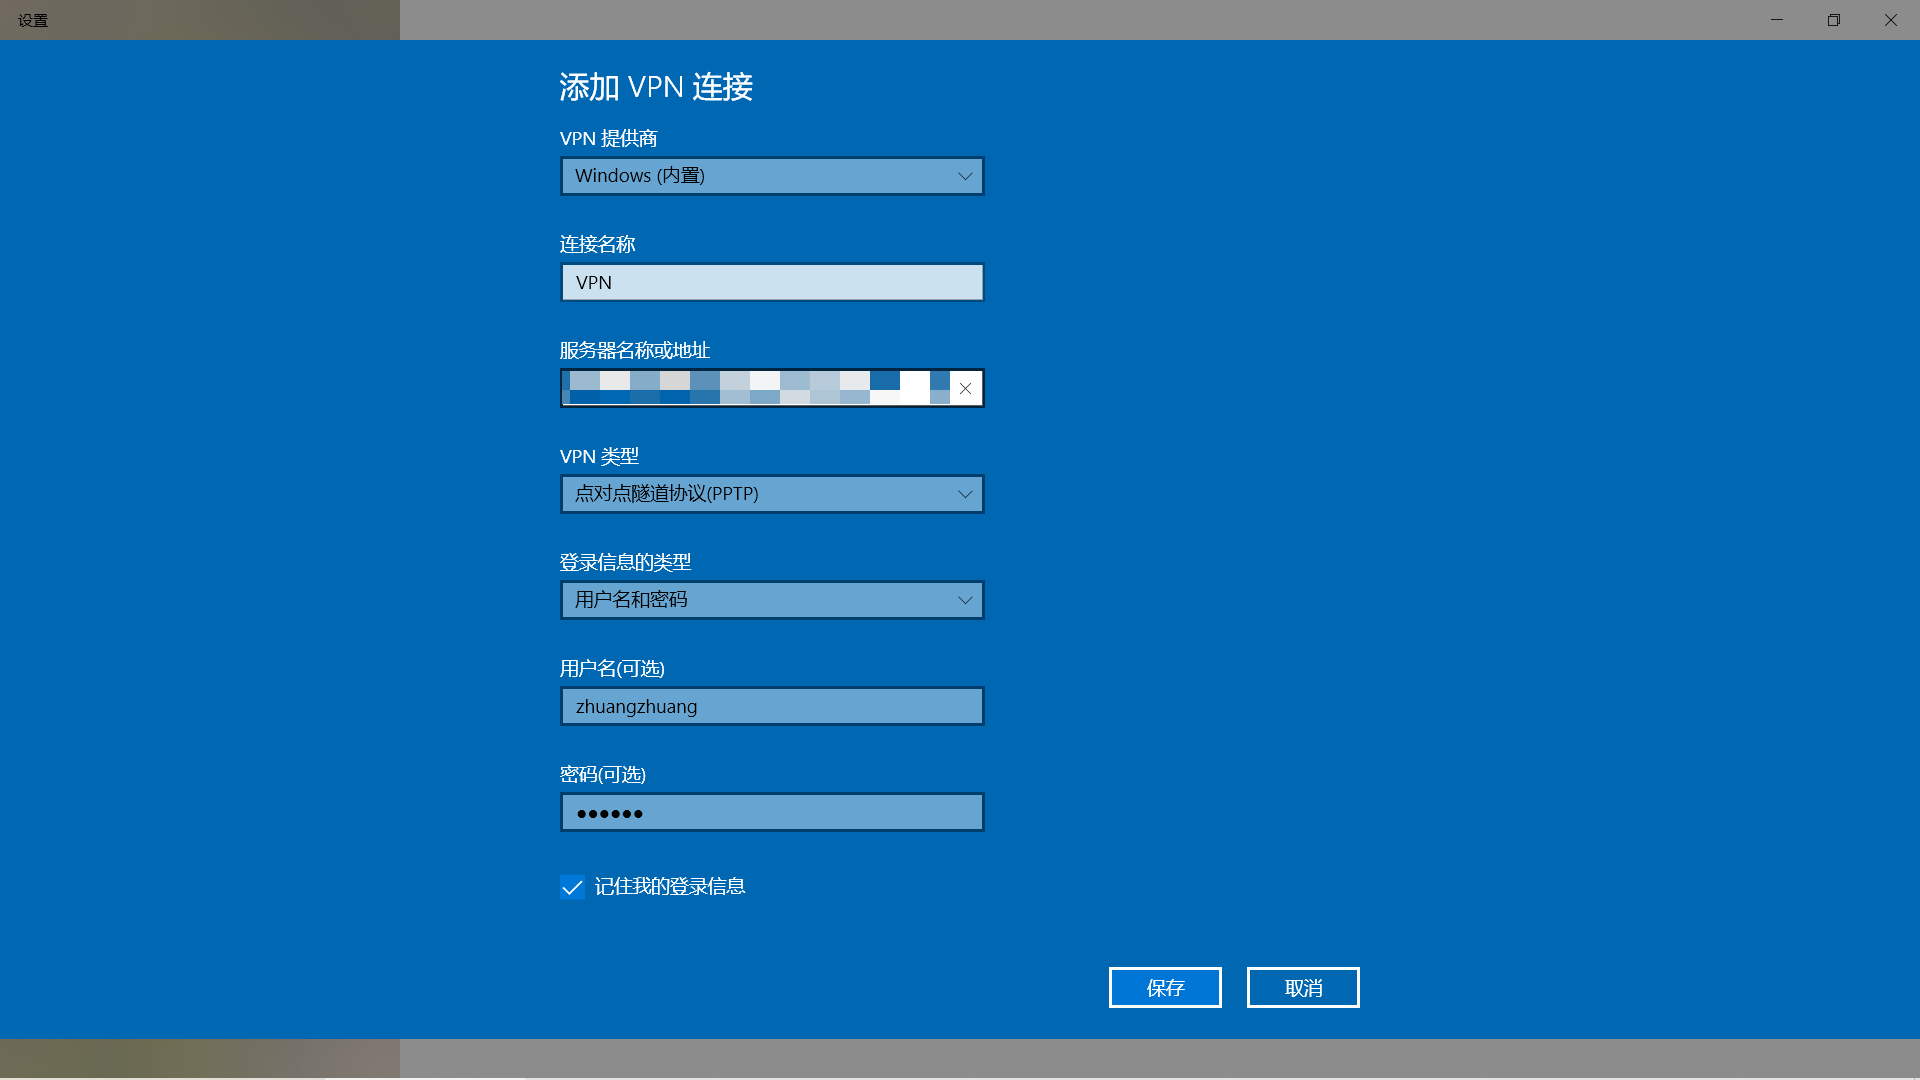 设置
添加 VPN 连接
VPN 提供商
Windows (内置)
连接名称
VPN
服务器名称或地址
VPN 类型
点对点隧道协议(PPTP)
登录信息的类型
用户名和密码
用户名(可选)
zhuangzhuang
密码(可选)
●●●●●●
记住我的登录信息
保存
取消